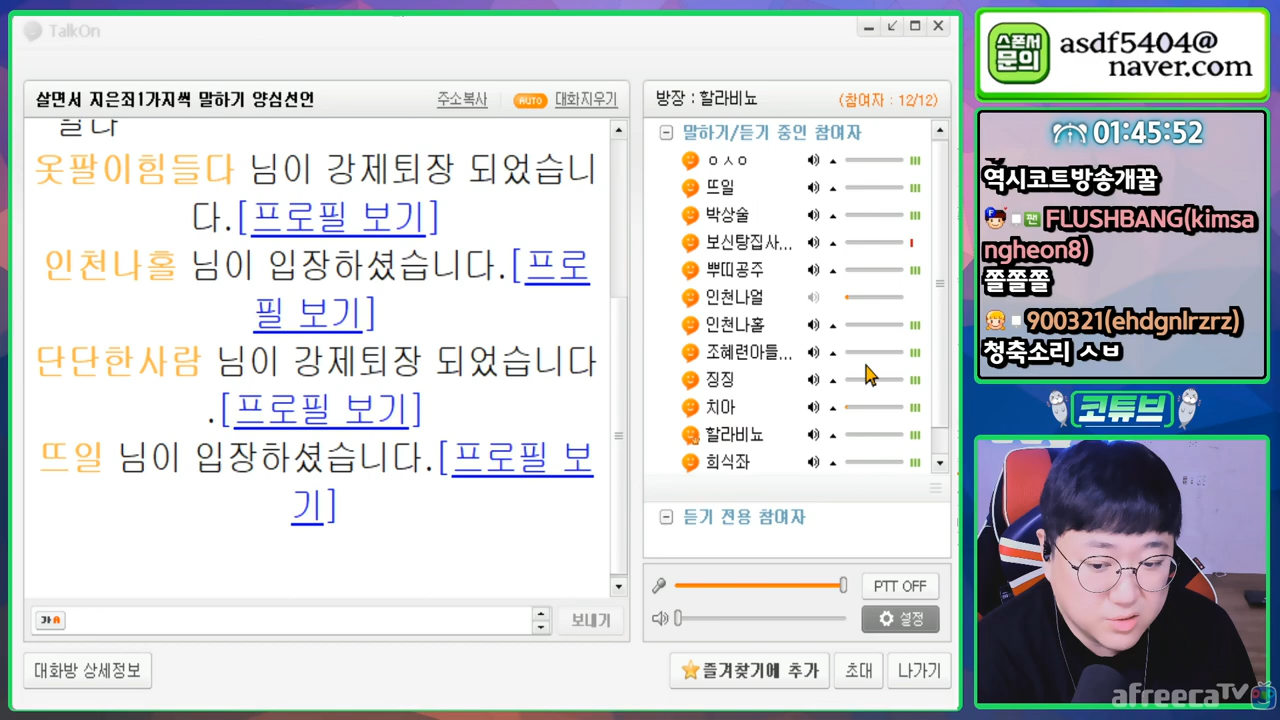 TalkOn
살면서 지은죄1가지씩 말하기 양심선언
주소복사
AUTO 대화지우기
옷팔이힘들다 님이 강제퇴장 되었습니
다.[프로필 보기]
인천나홀 님이 입장하셨습니다.[프로
필 보기]
단단한사람 님이 강제퇴장 되었습니다
.[프로필 보기]
뜨일 님이 입장하셨습니다.[프로필 보
기]
가A
보내기
대화방 상세정보
방장 : 할라비뇨
(참여자 : 12/12)
말하기/듣기 중인 참여자
ㅇㅅㅇ
뜨일
박상술
보신탕집사...
뿌띠공주
인천나얼
인천나홀
조혜련아들...
징징
치아
할라비뇨
희식좌
듣기 전용 참여자
PTT OFF
설정
즐겨찾기에 추가
초대
나가기
스폰서
문의
asdf5404@
naver.com
01:45:52
역시코트방송개꿀
팬 FLUSHBANG(kimsa
ngheon8)
쫄쫄쫄
900321(ehdgnlrzrz)
청축소리 ㅅㅂ
코튜브
afreecaTV